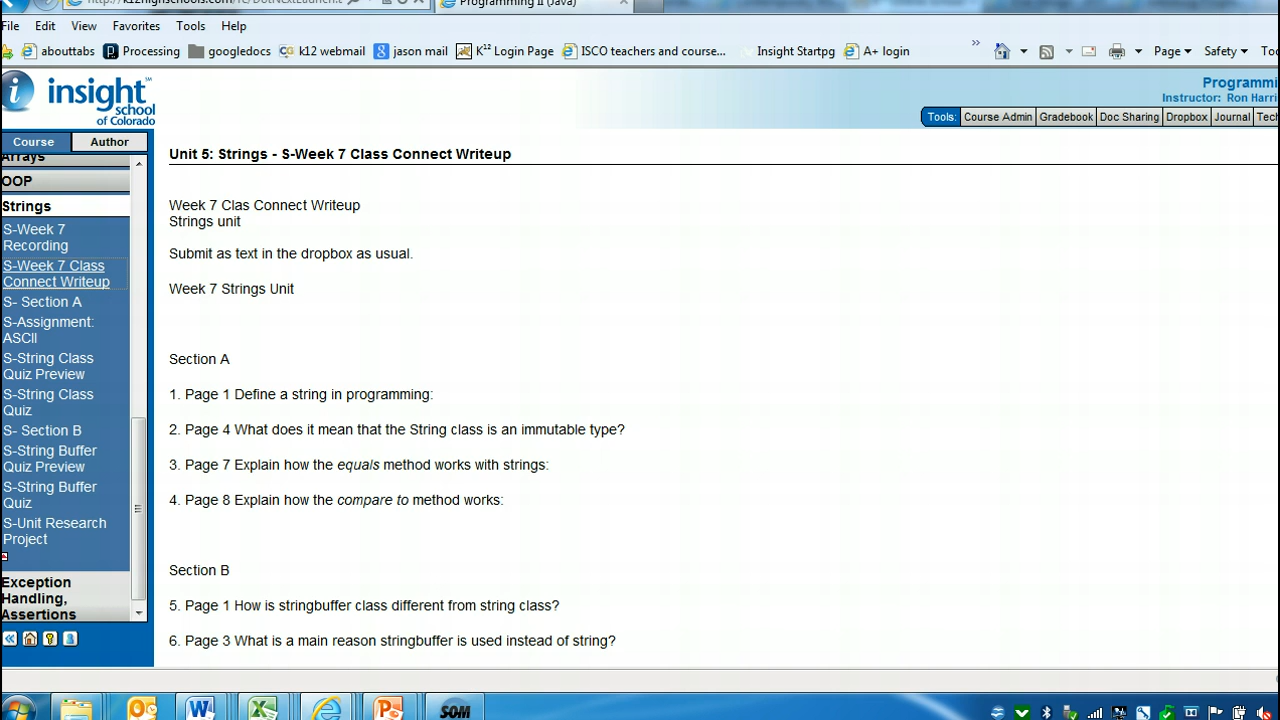 Programming II (Java)
File Edit View Favorites Tools Help
abouttabs Processing googledocs k12 webmail jason mail K¹² Login Page ISCO teachers and course... Insight Startpg A+ login
» Page Safety
insight
school
of Colorado
Programmi
Instructor: Ron Harri
Tools: Course Admin Gradebook Doc Sharing Dropbox Journal Tech
Course Author
Arrays
OOP
Strings
S-Week 7
Recording
S-Week 7 Class
Connect Writeup
S- Section A
S-Assignment:
ASCII
S-String Class
Quiz Preview
S-String Class
Quiz
S- Section B
S-String Buffer
Quiz Preview
S-String Buffer
Quiz
S-Unit Research
Project
Exception
Handling,
Assertions
Unit 5: Strings - S-Week 7 Class Connect Writeup
Week 7 Clas Connect Writeup
Strings unit
Submit as text in the dropbox as usual.
Week 7 Strings Unit
Section A
1. Page 1 Define a string in programming:
2. Page 4 What does it mean that the String class is an immutable type?
3. Page 7 Explain how the equals method works with strings:
4. Page 8 Explain how the compare to method works:
Section B
5. Page 1 How is stringbuffer class different from string class?
6. Page 3 What is a main reason stringbuffer is used instead of string?
SOM